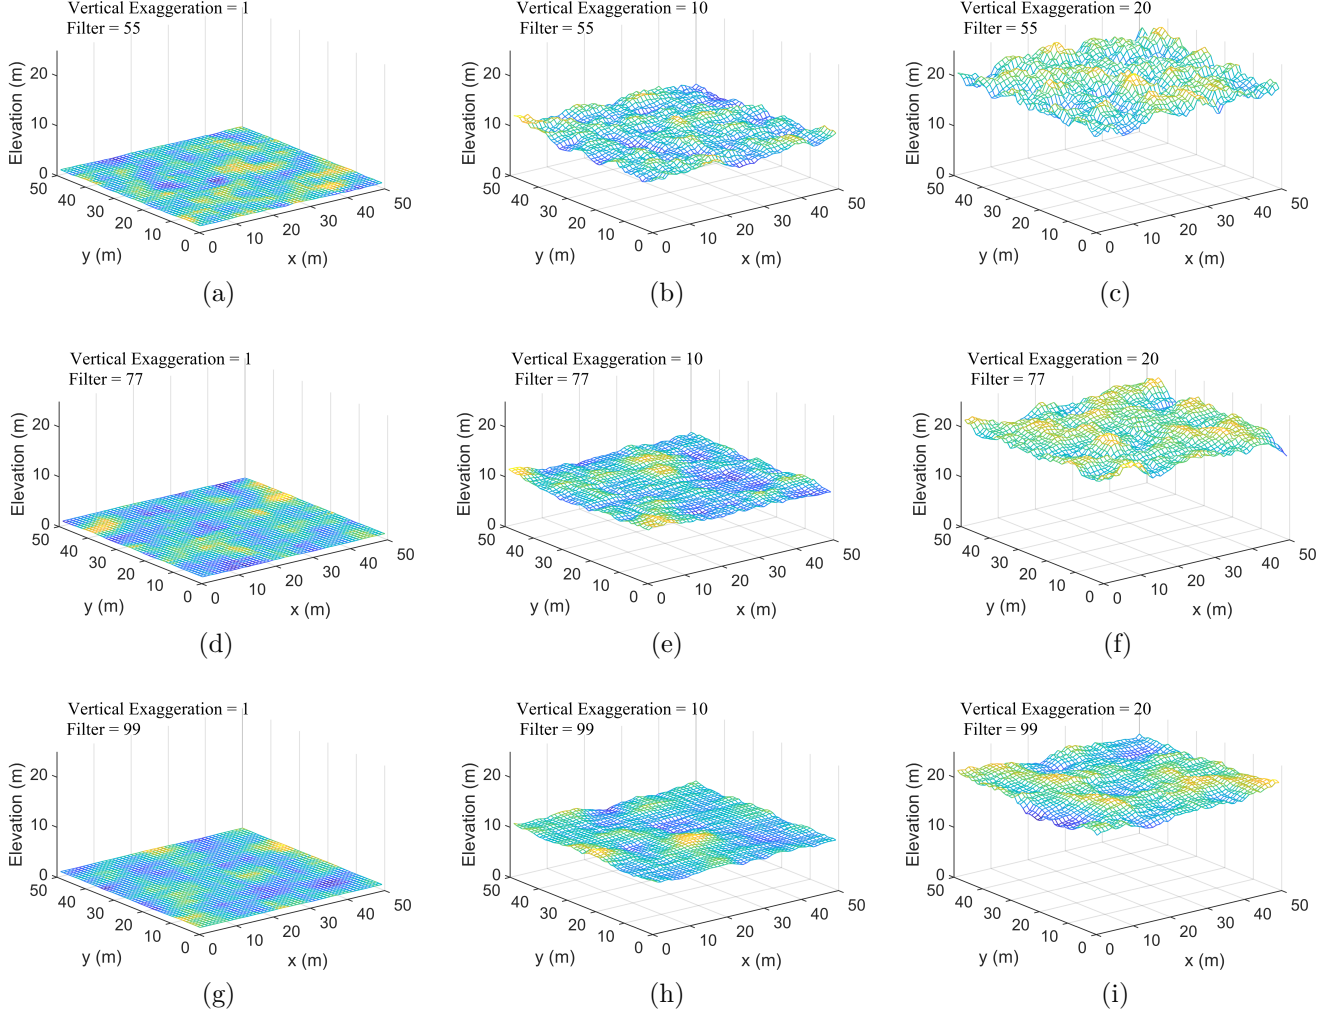 Vertical Exaggeration = 1
Filter = 55
Elevation (m)
20
10
0
50
40
30
20
10
0
y (m)
0
10
20
30
40
50
x (m)
(a)
Vertical Exaggeration = 10
Filter = 55
Elevation (m)
20
10
0
50
40
30
20
10
0
y (m)
0
10
20
30
40
50
x (m)
(b)
Vertical Exaggeration = 20
Filter = 55
Elevation (m)
20
10
0
50
40
30
20
10
0
y (m)
0
10
20
30
40
50
x (m)
(c)
Vertical Exaggeration = 1
Filter = 77
Elevation (m)
20
10
0
50
40
30
20
10
0
y (m)
0
10
20
30
40
50
x (m)
(d)
Vertical Exaggeration = 10
Filter = 77
Elevation (m)
20
10
0
50
40
30
20
10
0
y (m)
0
10
20
30
40
50
x (m)
(e)
Vertical Exaggeration = 20
Filter = 77
Elevation (m)
20
10
0
50
40
30
20
10
0
y (m)
0
10
20
30
40
50
x (m)
(f)
Vertical Exaggeration = 1
Filter = 99
Elevation (m)
20
10
0
50
40
30
20
10
0
y (m)
0
10
20
30
40
50
x (m)
(g)
Vertical Exaggeration = 10
Filter = 99
Elevation (m)
20
10
0
50
40
30
20
10
0
y (m)
0
10
20
30
40
50
x (m)
(h)
Vertical Exaggeration = 20
Filter = 99
Elevation (m)
20
10
0
50
40
30
20
10
0
y (m)
0
10
20
30
40
50
x (m)
(i)